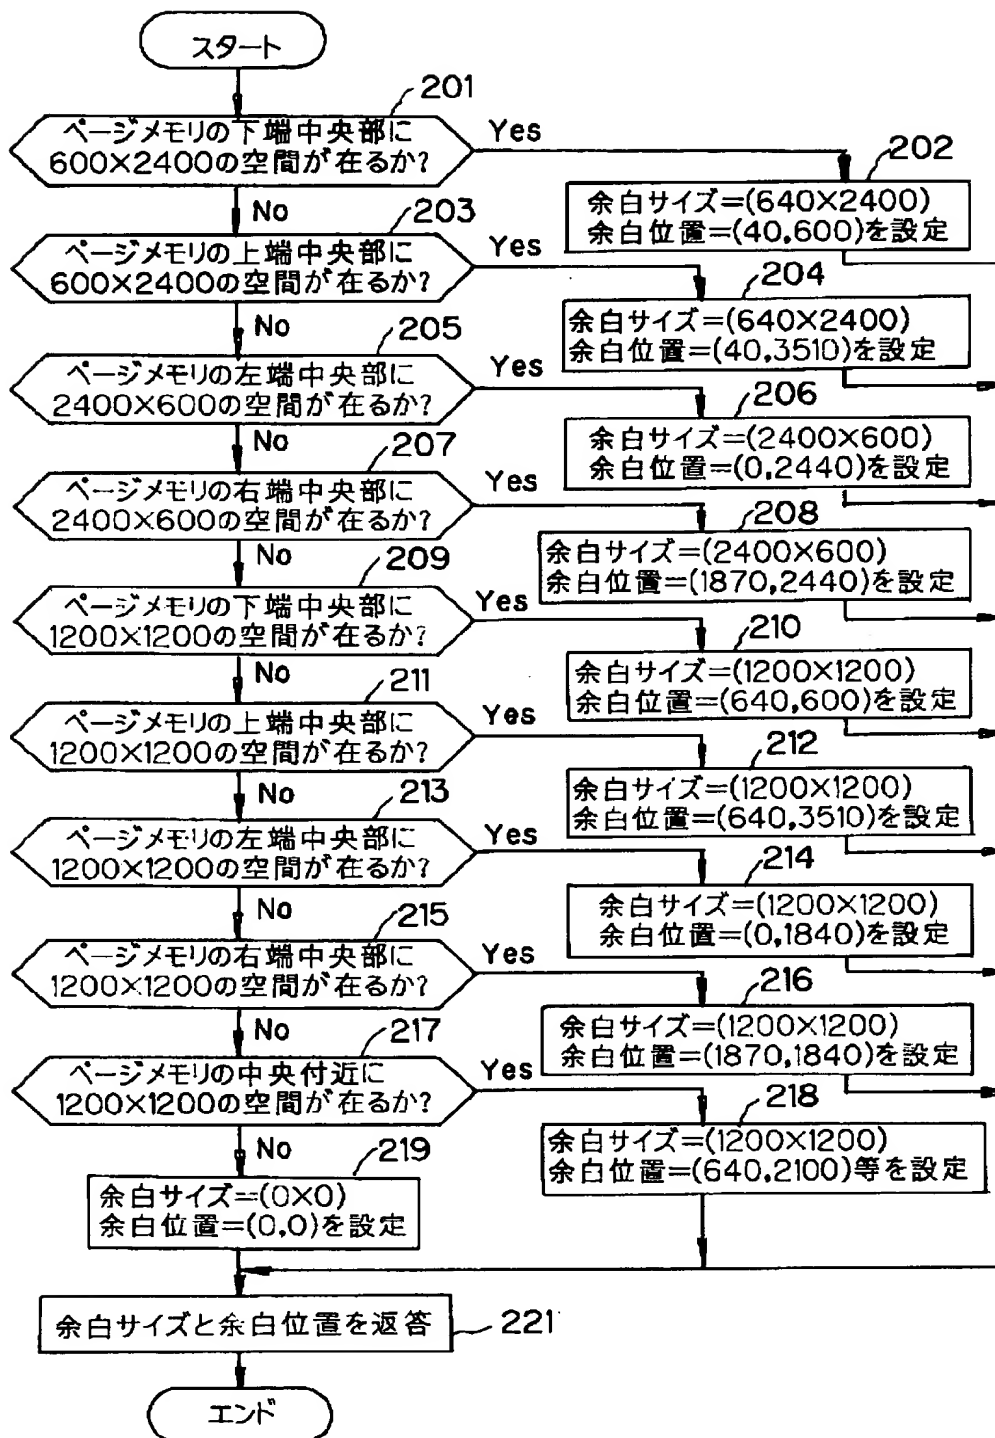 スタート
201
ページメモリの下端中央部に
600×2400の空間が在るか?
Yes
202
余白サイズ=(640×2400)
余白位置=(40,600)を設定
No
203
ページメモリの上端中央部に
600×2400の空間が在るか?
Yes
204
余白サイズ=(640×2400)
余白位置=(40,3510)を設定
No
205
ページメモリの左端中央部に
2400×600の空間が在るか?
Yes
206
余白サイズ=(2400×600)
余白位置=(0,2440)を設定
No
207
ページメモリの右端中央部に
2400×600の空間が在るか?
Yes
208
余白サイズ=(2400×600)
余白位置=(1870,2440)を設定
No
209
ページメモリの下端中央部に
1200×1200の空間が在るか?
Yes
210
余白サイズ=(1200×1200)
余白位置=(640,600)を設定
No
211
ページメモリの上端中央部に
1200×1200の空間が在るか?
Yes
212
余白サイズ=(1200×1200)
余白位置=(640,3510)を設定
No
213
ページメモリの左端中央部に
1200×1200の空間が在るか?
Yes
214
余白サイズ=(1200×1200)
余白位置=(0,1840)を設定
No
215
ページメモリの右端中央部に
1200×1200の空間が在るか?
Yes
216
余白サイズ=(1200×1200)
余白位置=(1870,1840)を設定
No
217
ページメモリの中央付近に
1200×1200の空間が在るか?
Yes
218
余白サイズ=(1200×1200)
余白位置=(640,2100)等を設定
No
219
余白サイズ=(0×0)
余白位置=(0,0)を設定
余白サイズと余白位置を返答
221
エンド